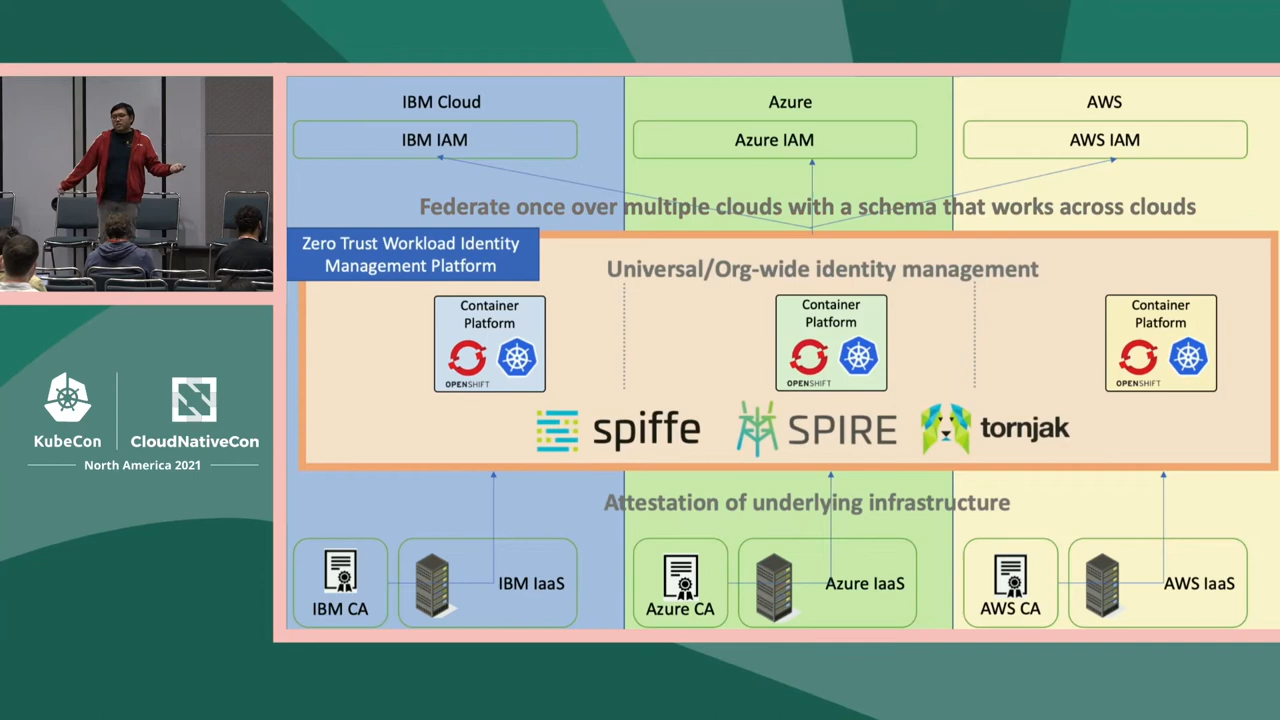 IBM Cloud
Azure
AWS
IBM IAM
Azure IAM
AWS IAM
Federate once over multiple clouds with a schema that works across clouds
Zero Trust Workload Identity
Management Platform
Universal/Org-wide identity management
Container
Platform
OPENSHIFT
Container
Platform
OPENSHIFT
Container
Platform
OPENSHIFT
spiffe
SPIRE
tornjak
Attestation of underlying infrastructure
IBM CA
IBM IaaS
Azure CA
Azure IaaS
AWS CA
AWS IaaS
KubeCon
CloudNativeCon
North America 2021